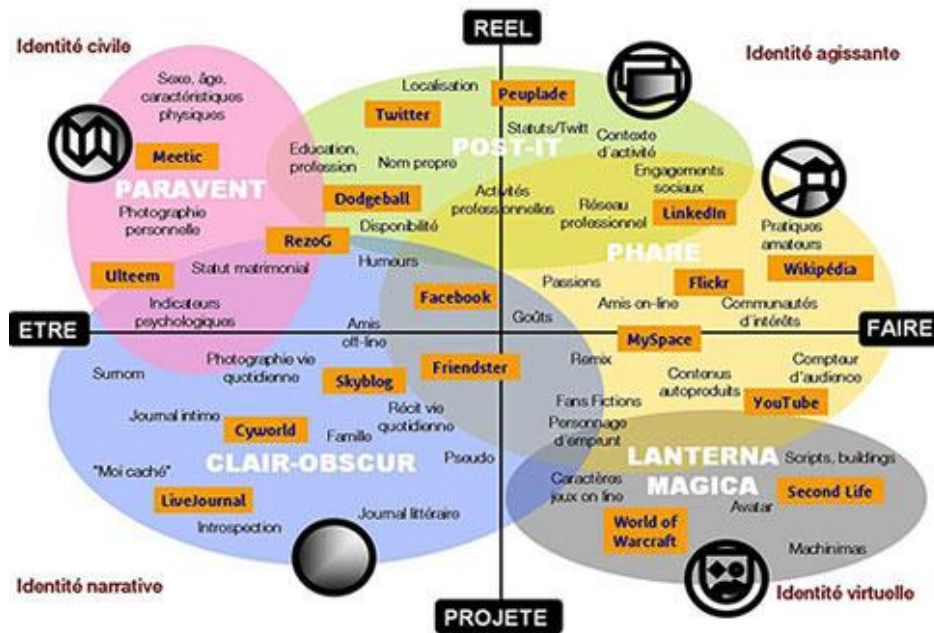 REEL
Identité civile
Identité agissante
Sexe, âge,
caractéristiques
physiques
Localisation
Peuplade
Twitter
Statuts/Twitt
Contexte
d'activité
Meetic
Education,
profession
Nom propre
POST-IT
Engagements
sociaux
PARAVENT
Dodgeball
Activités
professionnelles
Réseau
professionnel
LinkedIn
Photographie
personnelle
Disponibilité
RezoG
PHARE
Pratiques
amateurs
Ulteem
Statut matrimonial
Humeurs
Passions
Flickr
Wikipédia
Facebook
Indicateurs
psychologiques
Goûts
Amis on-line
Communautés
d'intérêts
ETRE
Amis
off-line
MySpace
FAIRE
Surnom
Photographie vie
quotidienne
Skyblog
Friendster
Remix
Contenus
autoproduits
Compteur
d'audience
YouTube
Journal intime
Cyworld
Récit vie
quotidienne
Famille
Fans Fictions
Personnage
d'emprunt
CLAIR-OBSCUR
Pseudo
LANTERNA
MAGICA
Scripts, buildings
"Moi caché"
LiveJournal
Caractères
jeux on line
Second Life
Introspection
Journal littéraire
World of
Warcraft
Avatar
Machinimas
Identité narrative
Identité virtuelle
PROJETE